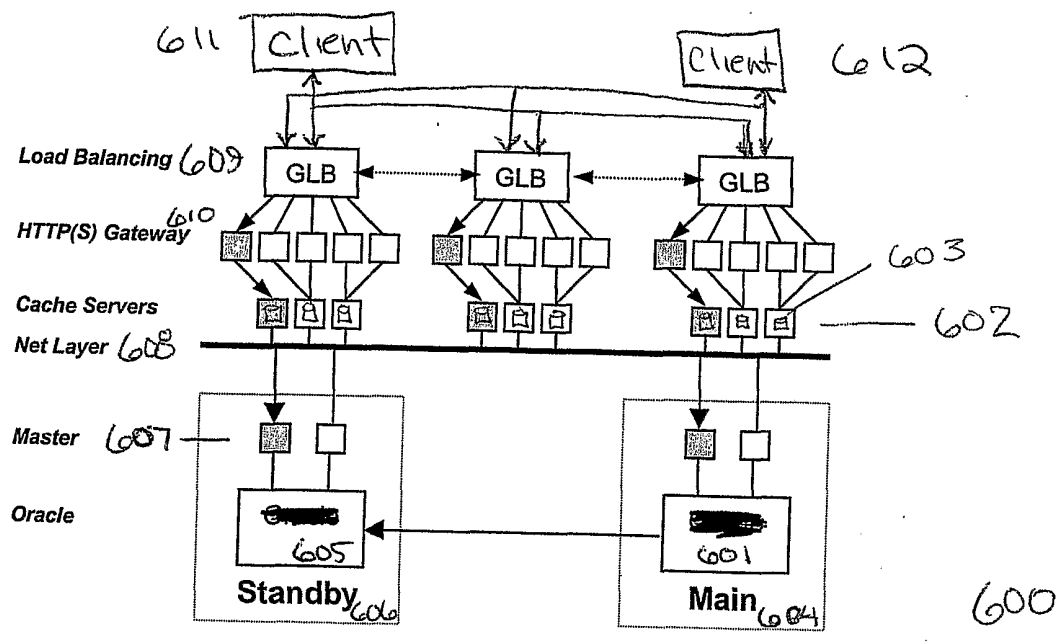 611 Client
Client 612
Load Balancing 609
GLB GLB GLB
HTTP(S) Gateway 610
603
Cache Servers
602
Net Layer 608
Master 607
Oracle
605 601
Standby 606 Main 604
600